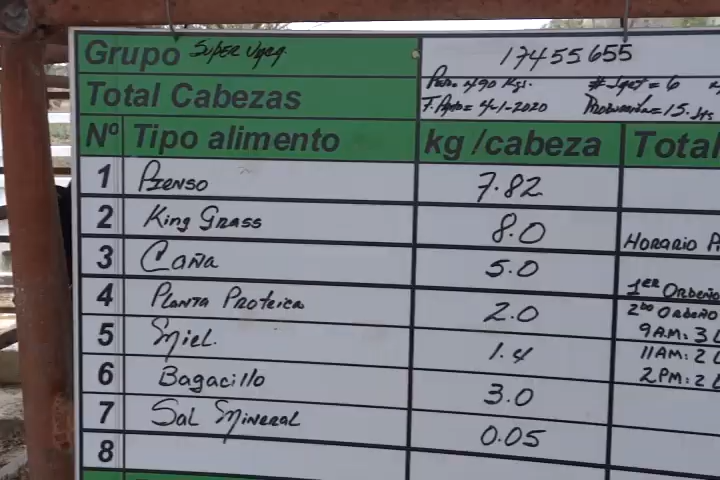 Grupo Super Vaca 17455655
Total Cabezas
Peso= 490 Kgs. # Lact = 6
F. Parto= 4-1-2020 Producción= 15. Lts
Nº Tipo alimento kg /cabeza Total
1 Pienso 7.82
2 King Grass 8.0
Horario
3 Caña 5.0
1er Ordeño
4 Planta Proteica 2.0
2do Ordeño
9AM: 3 L
5 Miel. 1.4
11AM: 2 L
6 Bagacillo 3.0
2PM: 2 L
7 Sal Mineral 0.05
8